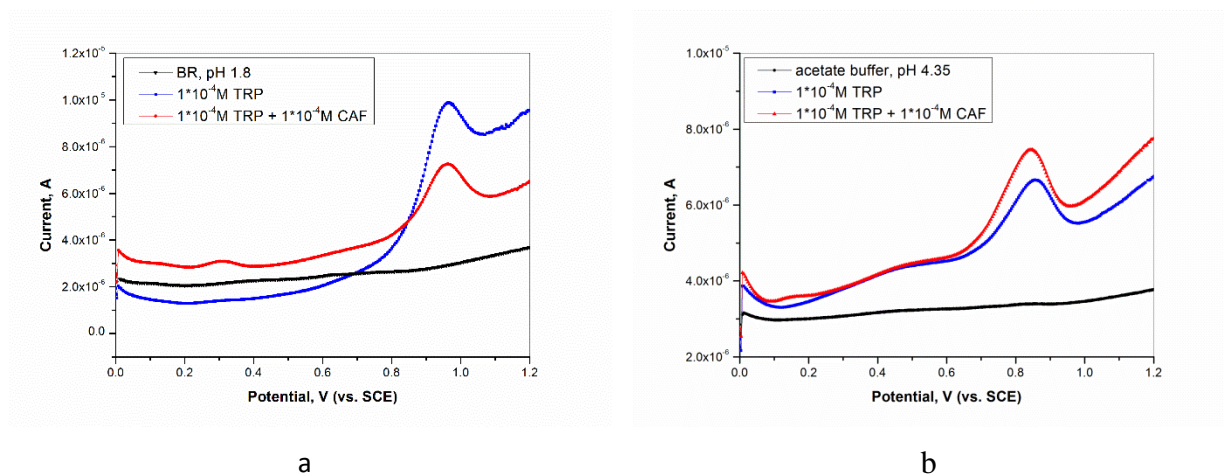 1.2x10⁻⁵
1.0x10⁻⁵
8.0x10⁻⁶
6.0x10⁻⁶
4.0x10⁻⁶
2.0x10⁻⁶
0.0
Current, A
BR, pH 1.8
1*10⁻⁴M TRP
1*10⁻⁴M TRP + 1*10⁻⁴M CAF
0.0 0.2 0.4 0.6 0.8 1.0 1.2
Potential, V (vs. SCE)
a
1.0x10⁻⁵
8.0x10⁻⁶
6.0x10⁻⁶
4.0x10⁻⁶
2.0x10⁻⁶
Current, A
acetate buffer, pH 4.35
1*10⁻⁴M TRP
1*10⁻⁴M TRP + 1*10⁻⁴M CAF
0.0 0.2 0.4 0.6 0.8 1.0 1.2
Potential, V (vs. SCE)
b